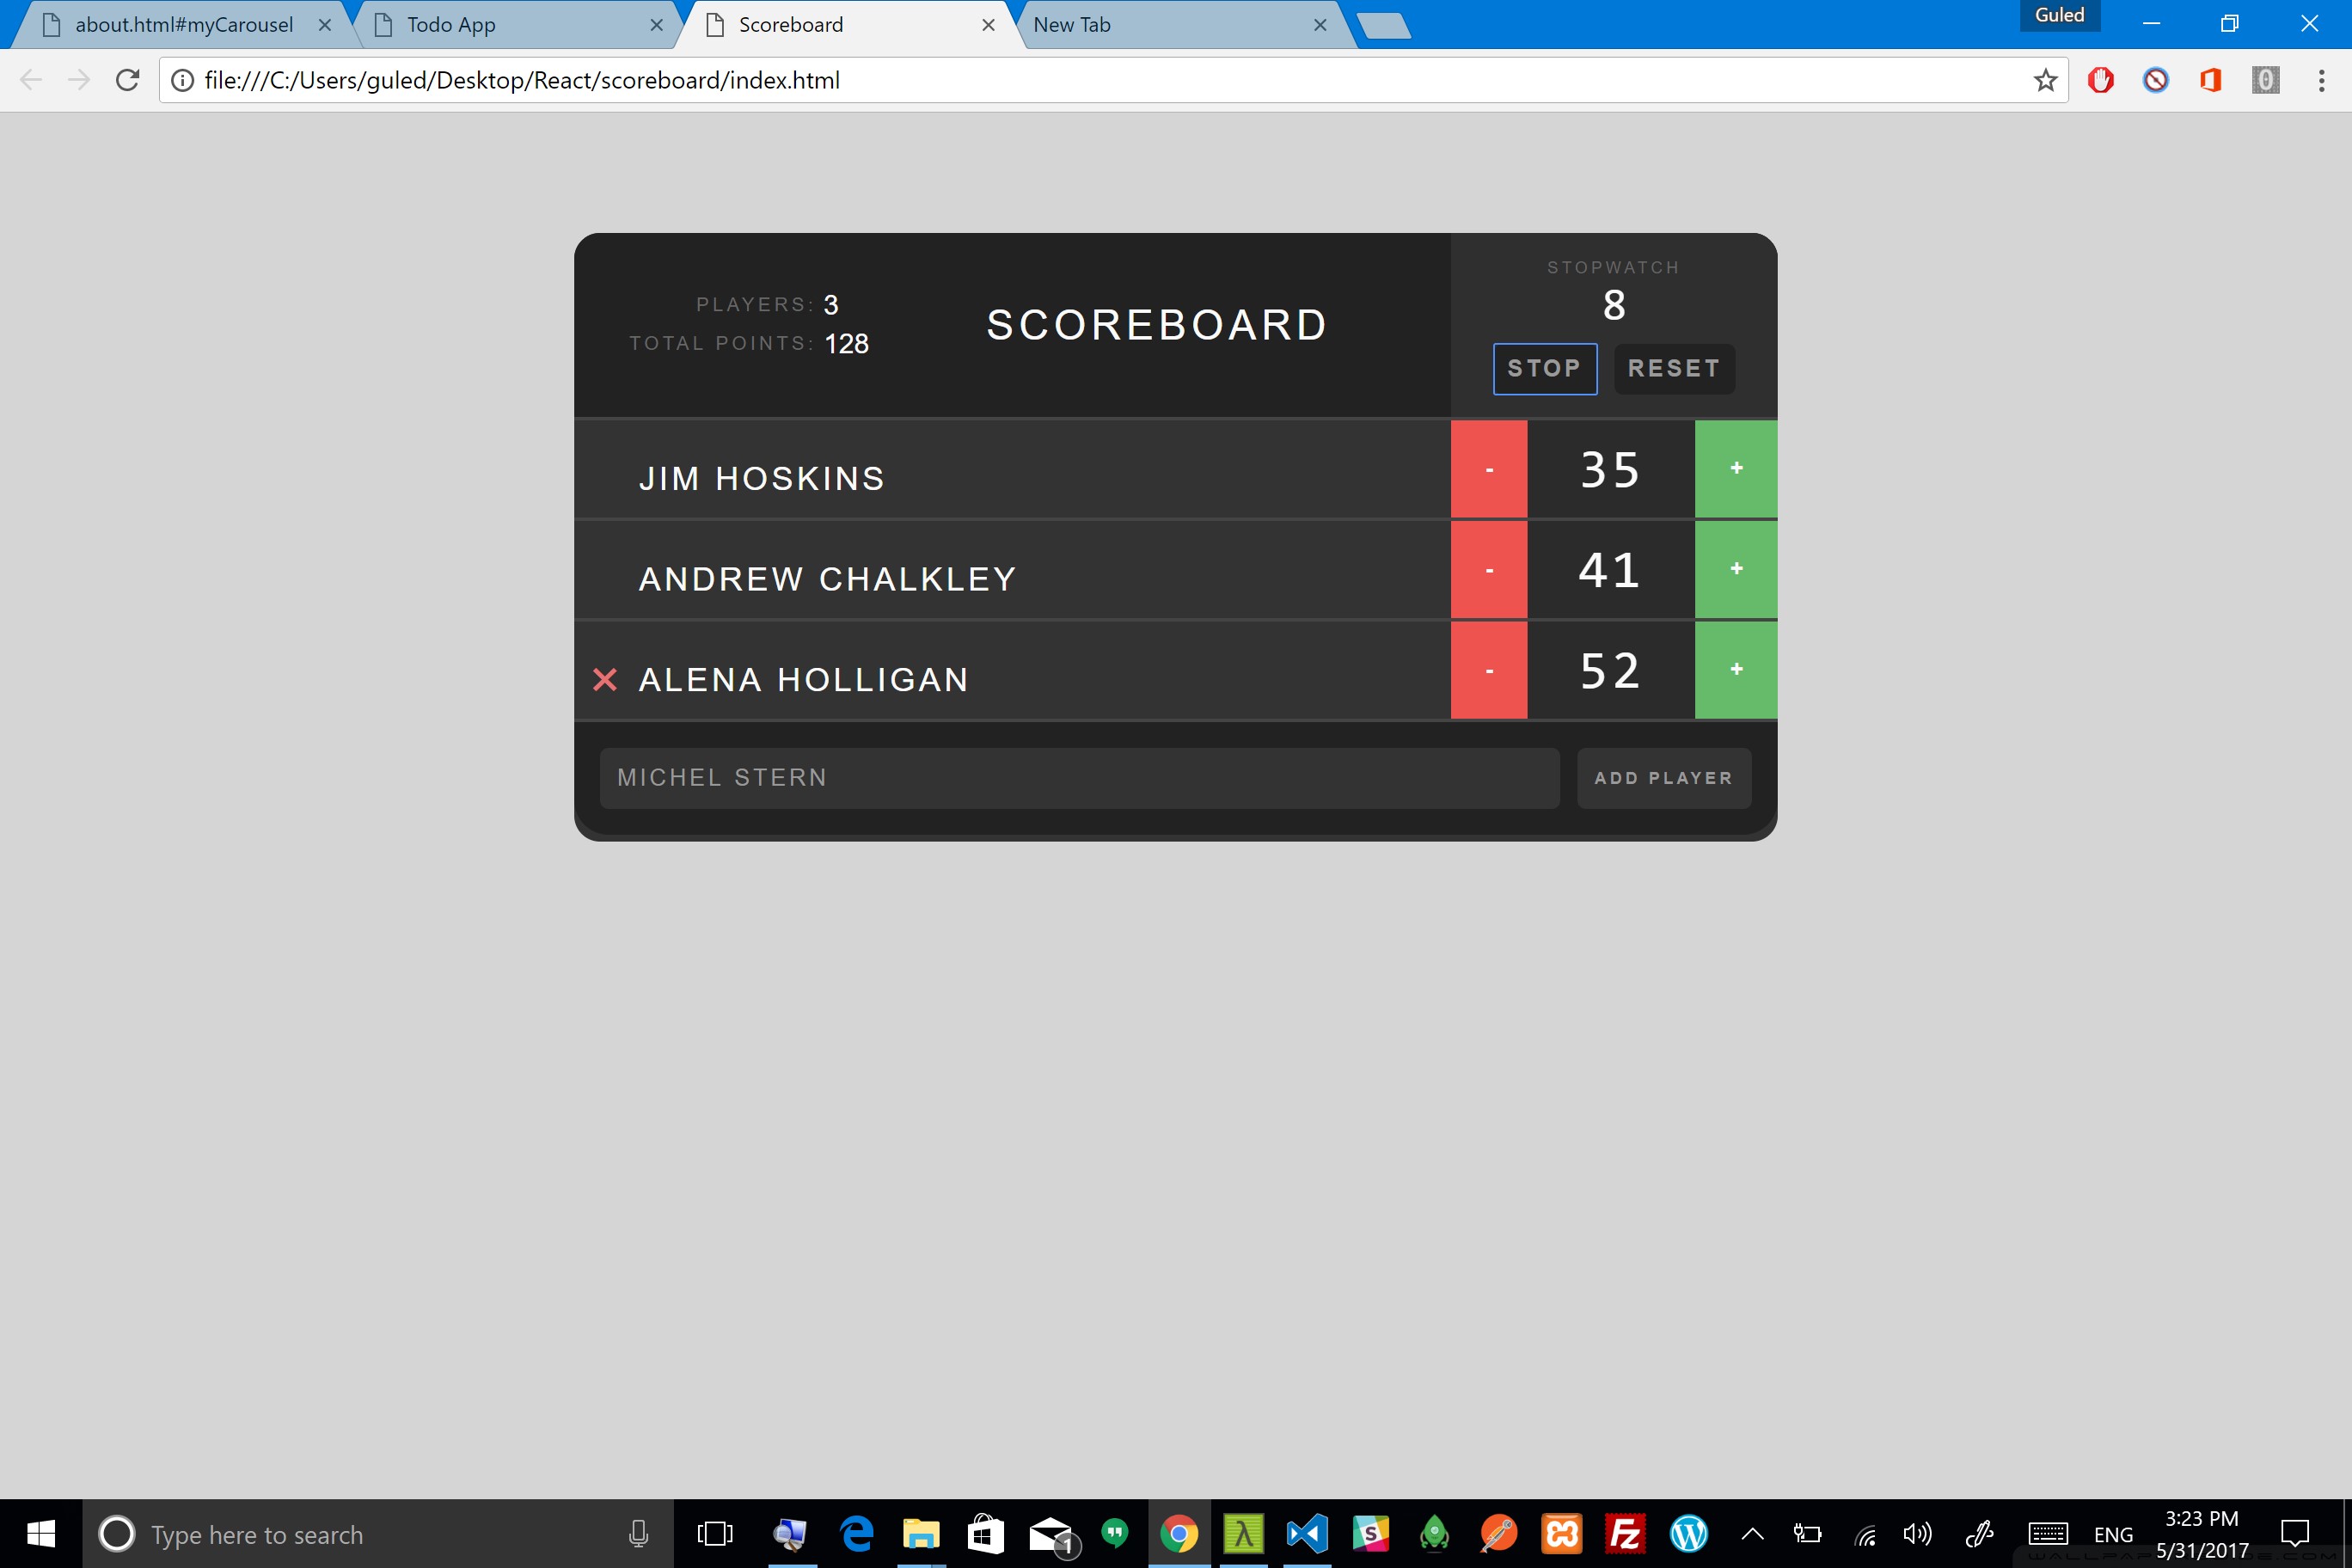 about.html#myCarousel
Todo App
Scoreboard
New Tab
Guled
file:///C:/Users/guled/Desktop/React/scoreboard/index.html
0
PLAYERS: 3
TOTAL POINTS: 128
SCOREBOARD
STOPWATCH
8
STOP RESET
JIM HOSKINS - 35 +
ANDREW CHALKLEY - 41 +
ALENA HOLLIGAN - 52 +
MICHEL STERN
ADD PLAYER
Type here to search
1
ENG
3:23 PM
5/31/2017